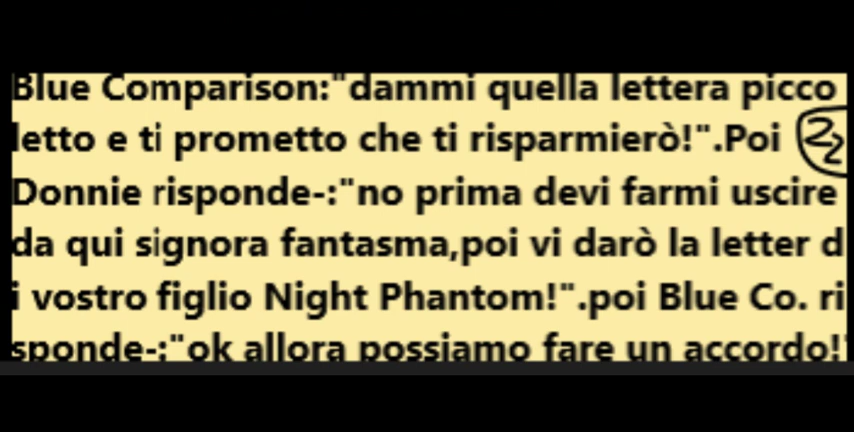 Blue Comparison:"dammi quella lettera picco
letto e ti prometto che ti risparmierò!".Poi 22
Donnie risponde-:"no prima devi farmi uscire
da qui signora fantasma,poi vi darò la letter d
i vostro figlio Night Phantom!".poi Blue Co. ri
sponde-:"ok allora possiamo fare un accordo!"